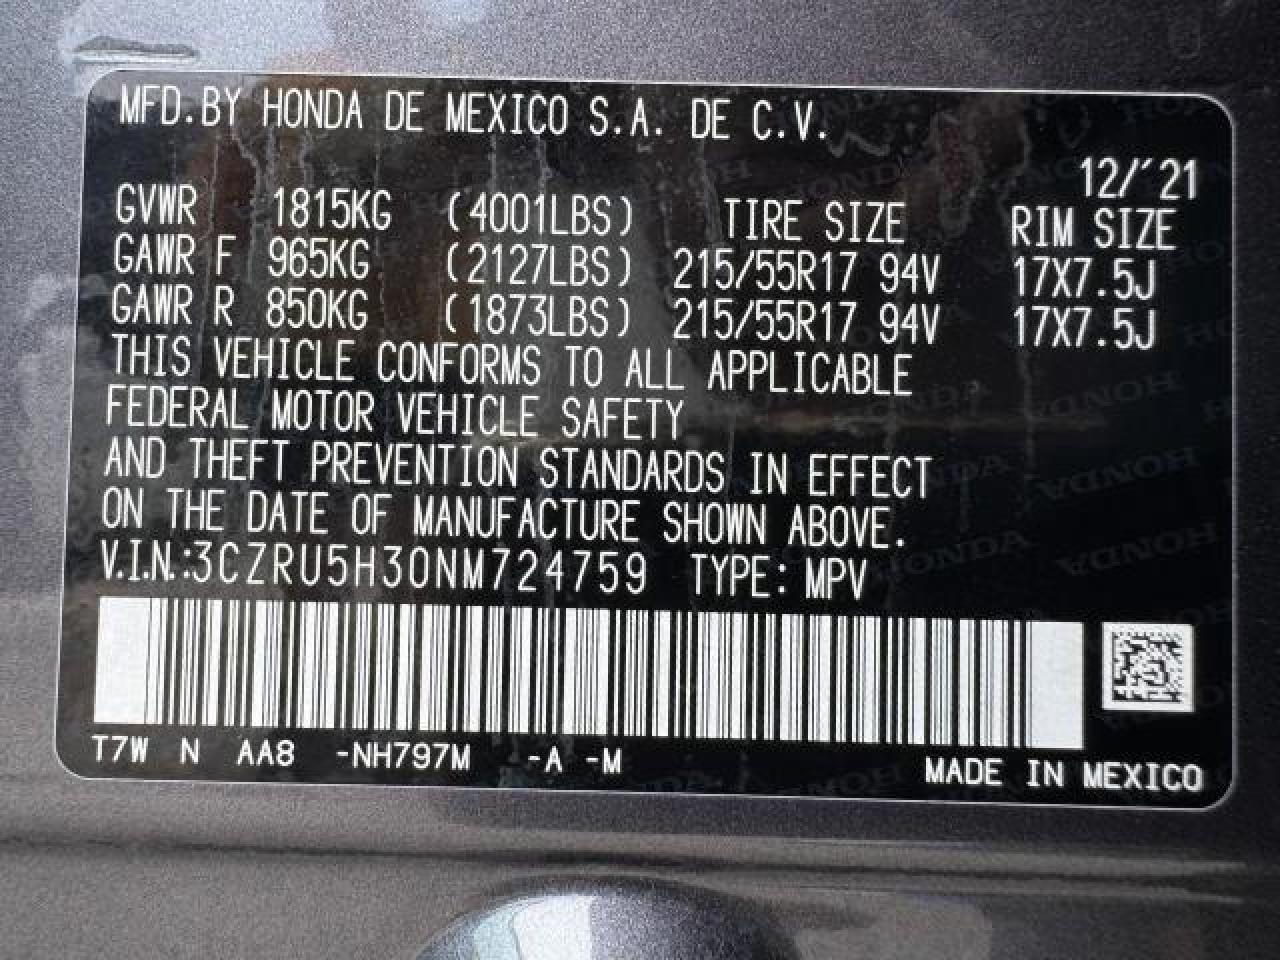 MFD.BY HONDA DE MEXICO S.A. DE C.V.
12/'21
GVWR 1815KG (4001LBS) TIRE SIZE RIM SIZE
GAWR F 965KG (2127LBS) 215/55R17 94V 17X7.5J
GAWR R 850KG (1873LBS) 215/55R17 94V 17X7.5J
THIS VEHICLE CONFORMS TO ALL APPLICABLE
FEDERAL MOTOR VEHICLE SAFETY
AND THEFT PREVENTION STANDARDS IN EFFECT
ON THE DATE OF MANUFACTURE SHOWN ABOVE.
V.I.N.:3CZRU5H30NM724759 TYPE: MPV
T7W N AA8 -NH797M -A -M
MADE IN MEXICO